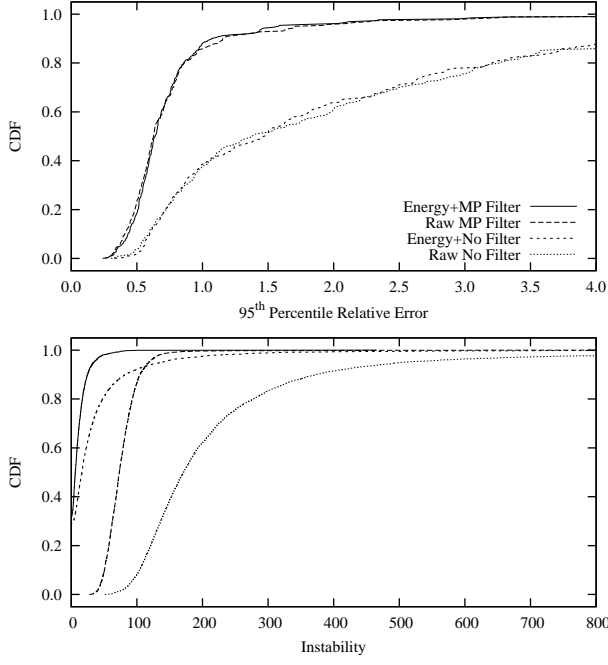 1.0
0.8
0.6
0.4
0.2
0.0
CDF
Energy+MP Filter
Raw MP Filter
Energy+No Filter
Raw No Filter
0.0 0.5 1.0 1.5 2.0 2.5 3.0 3.5 4.0
95th Percentile Relative Error
1.0
0.8
0.6
0.4
0.2
0.0
CDF
0 100 200 300 400 500 600 700 800
Instability